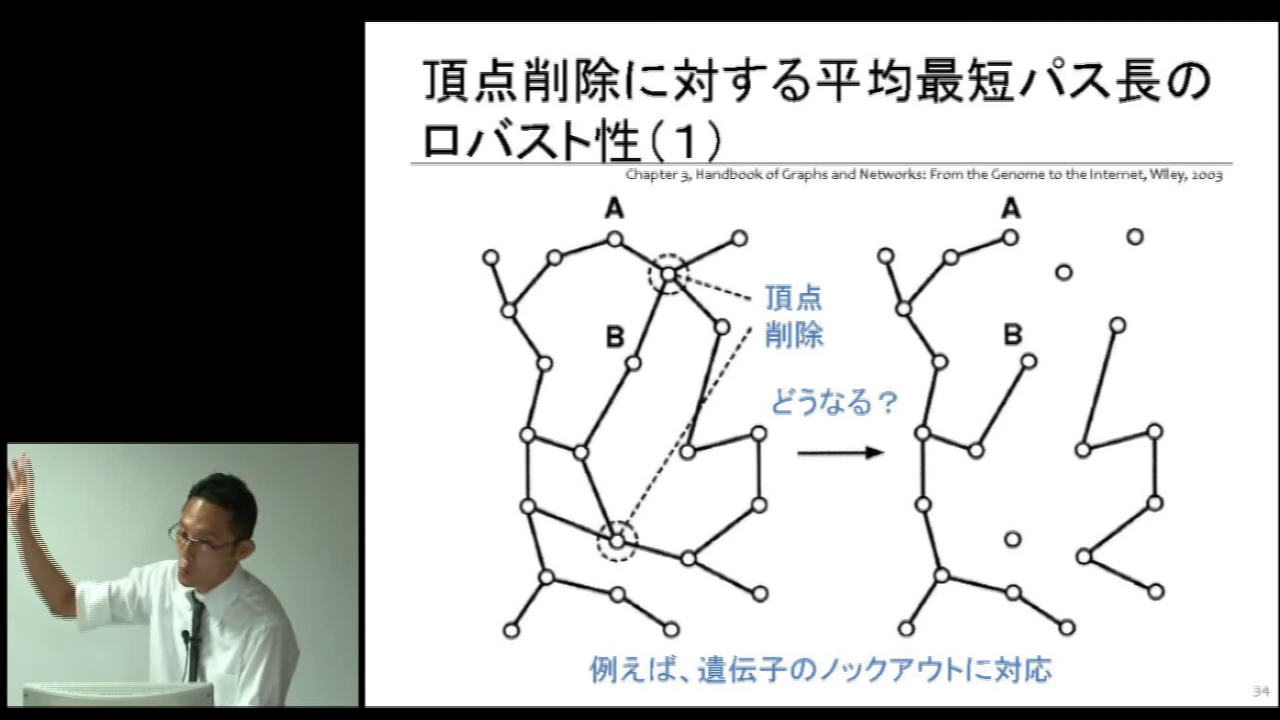 頂点削除に対する平均最短パス長の
ロバスト性(1)
Chapter 3, Handbook of Graphs and Networks: From the Genome to the Internet, Wiley, 2003
A
A
頂点
削除
B
B
どうなる?
例えば、遺伝子のノックアウトに対応
34